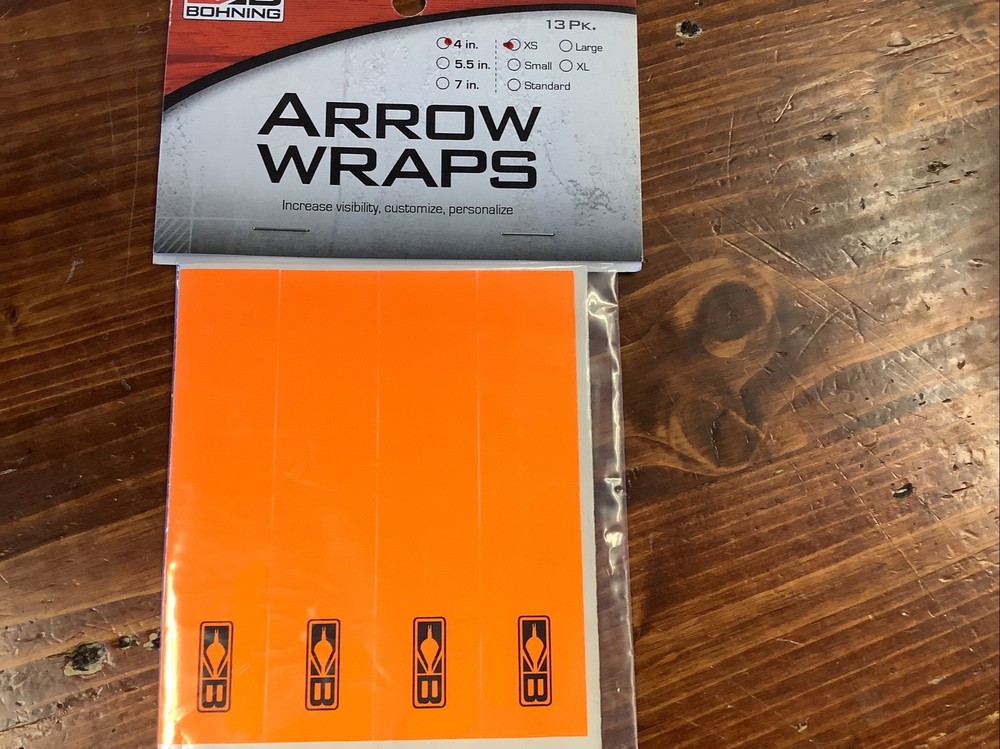 BOHNING
13 PK.
4 in. XS Large
5.5 in. Small XL
7 in. Standard
ARROW
WRAPS
Increase visibility, customize, personalize
B B B B